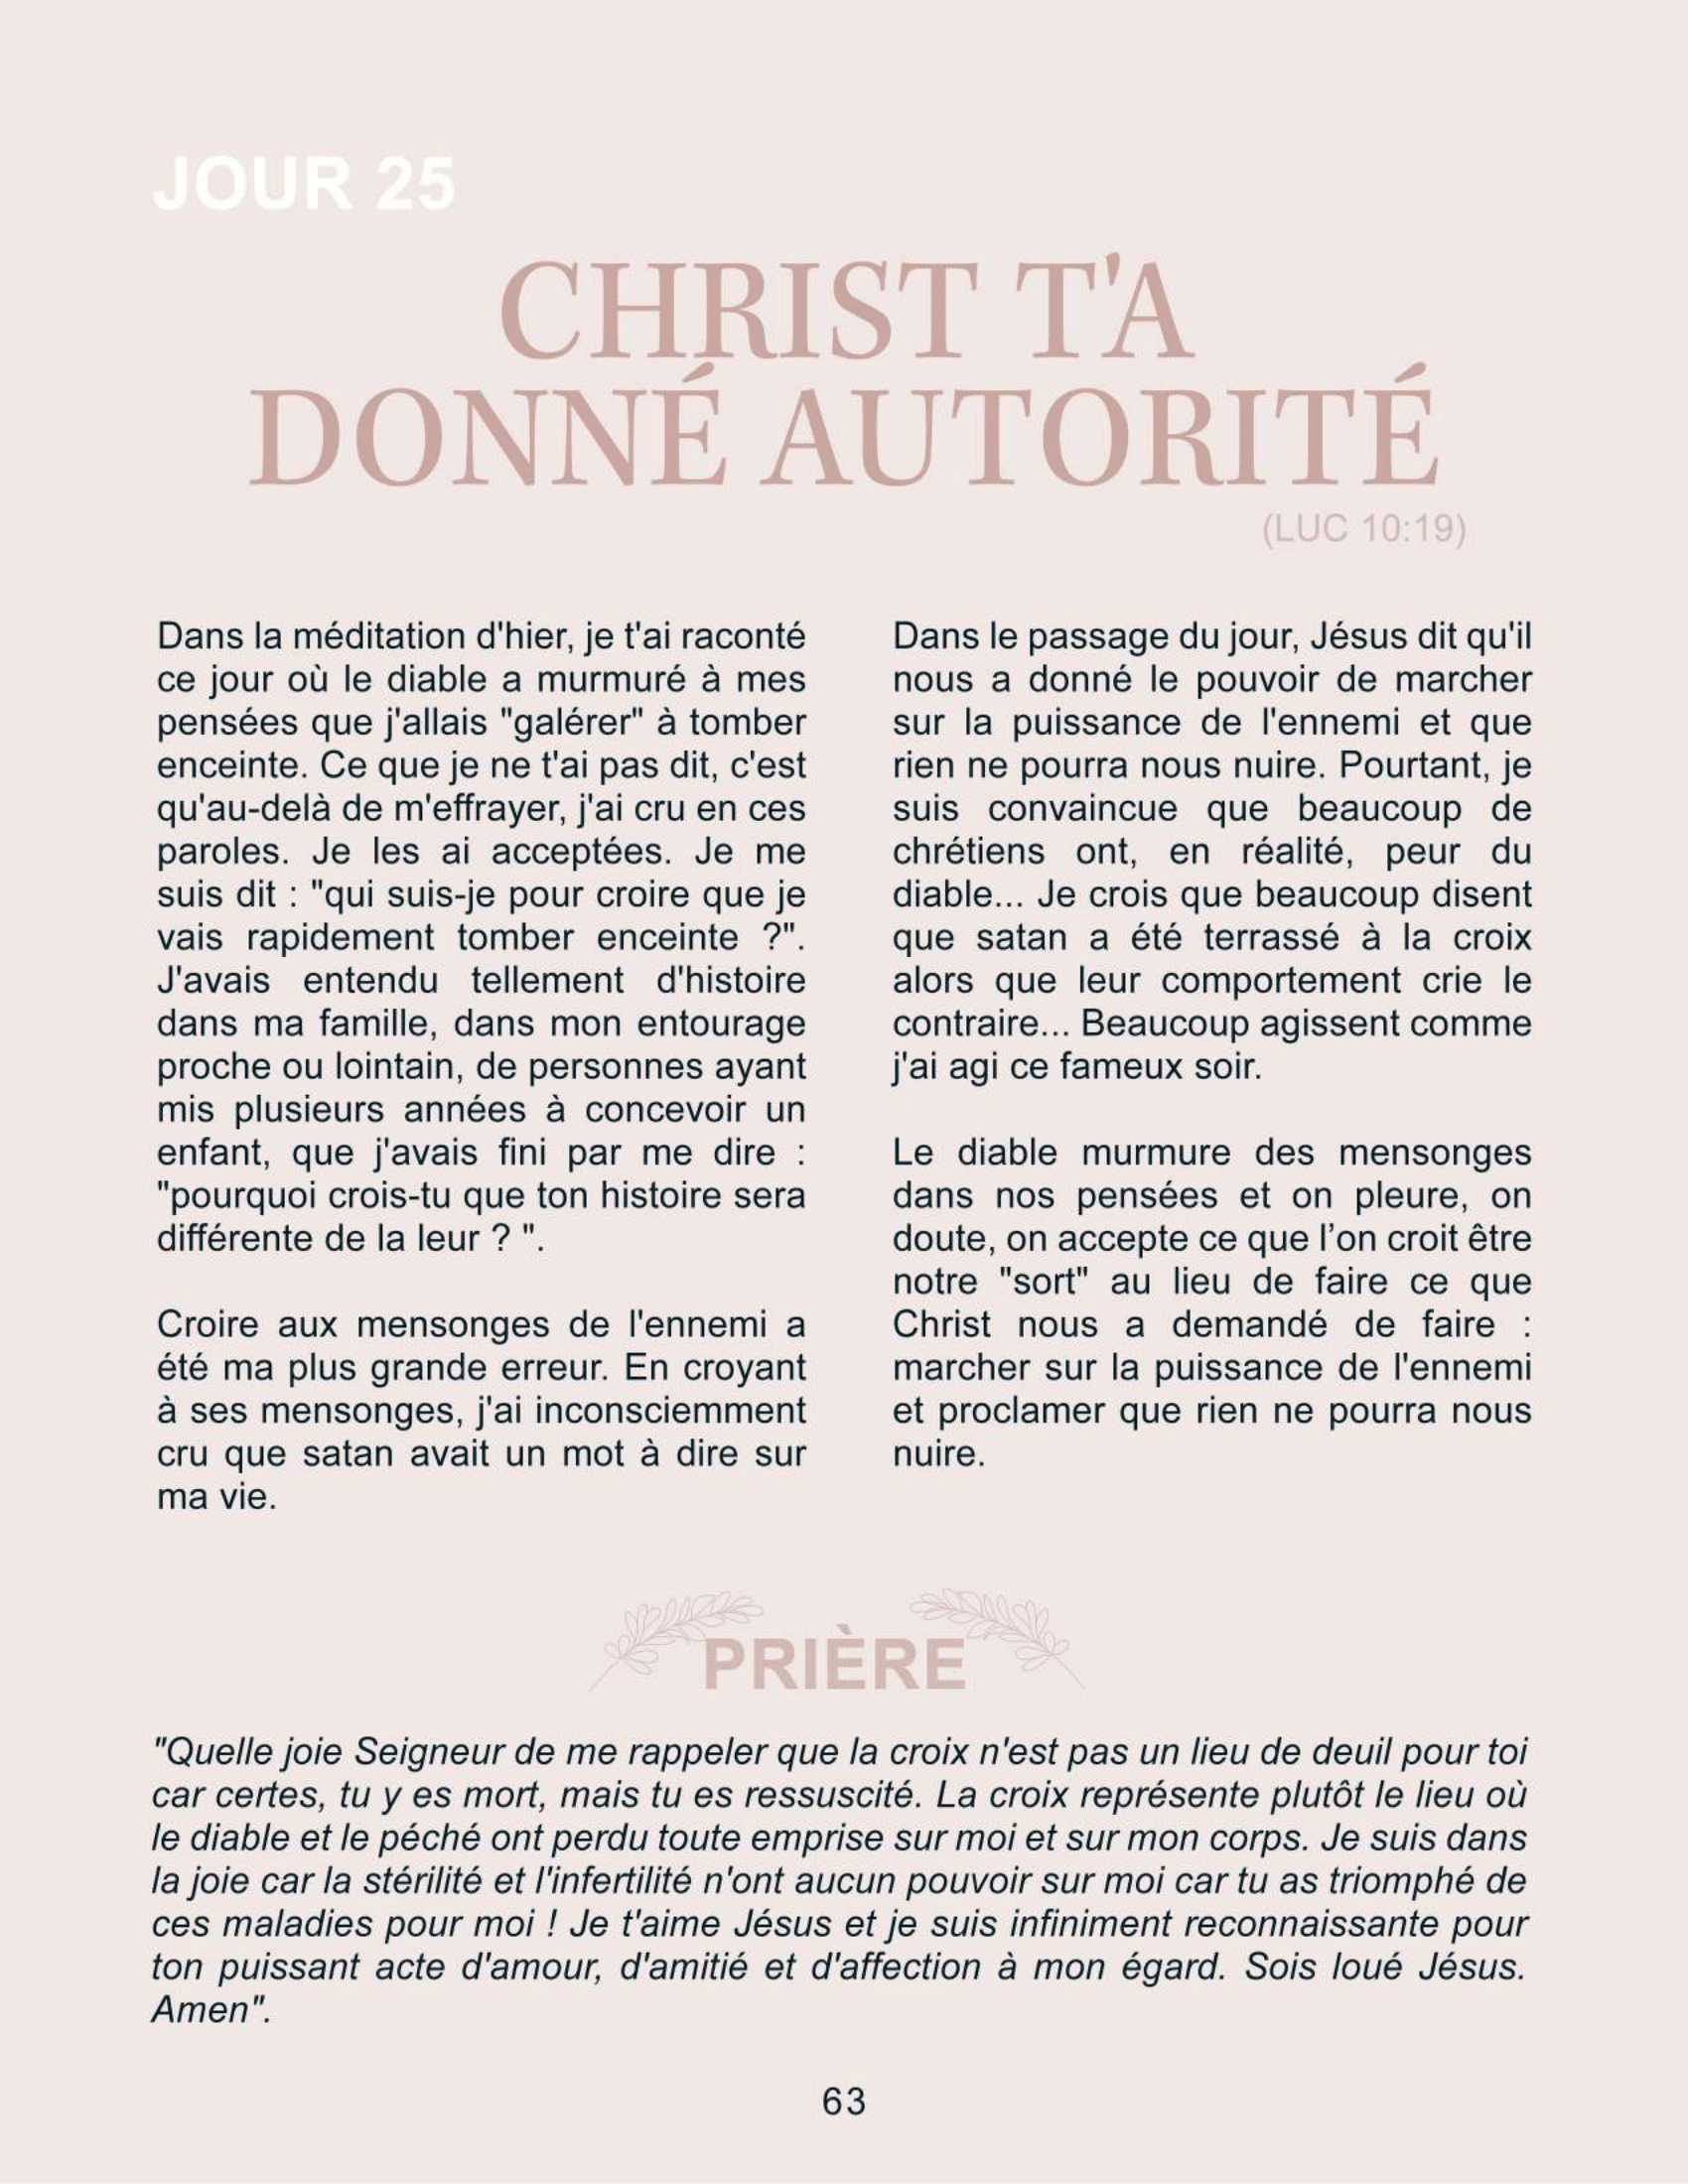 JOUR 25
CHRIST T'A
DONNÉ AUTORITÉ
(LUC 10:19)
Dans la méditation d'hier, je t'ai raconté
ce jour où le diable a murmuré à mes
pensées que j'allais "galérer" à tomber
enceinte. Ce que je ne t'ai pas dit, c'est
qu'au-delà de m'effrayer, j'ai cru en ces
paroles. Je les ai acceptées. Je me
suis dit : "qui suis-je pour croire que je
vais rapidement tomber enceinte ?".
J'avais entendu tellement d'histoire
dans ma famille, dans mon entourage
proche ou lointain, de personnes ayant
mis plusieurs années à concevoir un
enfant, que j'avais fini par me dire :
"pourquoi crois-tu que ton histoire sera
différente de la leur ? ".
Croire aux mensonges de l'ennemi a
été ma plus grande erreur. En croyant
à ses mensonges, j'ai inconsciemment
cru que satan avait un mot à dire sur
ma vie.
Dans le passage du jour, Jésus dit qu'il
nous a donné le pouvoir de marcher
sur la puissance de l'ennemi et que
rien ne pourra nous nuire. Pourtant, je
suis convaincue que beaucoup de
chrétiens ont, en réalité, peur du
diable... Je crois que beaucoup disent
que satan a été terrassé à la croix
alors que leur comportement crie le
contraire... Beaucoup agissent comme
j'ai agi ce fameux soir.
Le diable murmure des mensonges
dans nos pensées et on pleure, on
doute, on accepte ce que l’on croit être
notre "sort" au lieu de faire ce que
Christ nous a demandé de faire :
marcher sur la puissance de l'ennemi
et proclamer que rien ne pourra nous
nuire.
PRIÈRE
"Quelle joie Seigneur de me rappeler que la croix n'est pas un lieu de deuil pour toi
car certes, tu y es mort, mais tu es ressuscité. La croix représente plutôt le lieu où
le diable et le péché ont perdu toute emprise sur moi et sur mon corps. Je suis dans
la joie car la stérilité et l'infertilité n'ont aucun pouvoir sur moi car tu as triomphé de
ces maladies pour moi ! Je t'aime Jésus et je suis infiniment reconnaissante pour
ton puissant acte d'amour, d'amitié et d'affection à mon égard. Sois loué Jésus.
Amen".
63